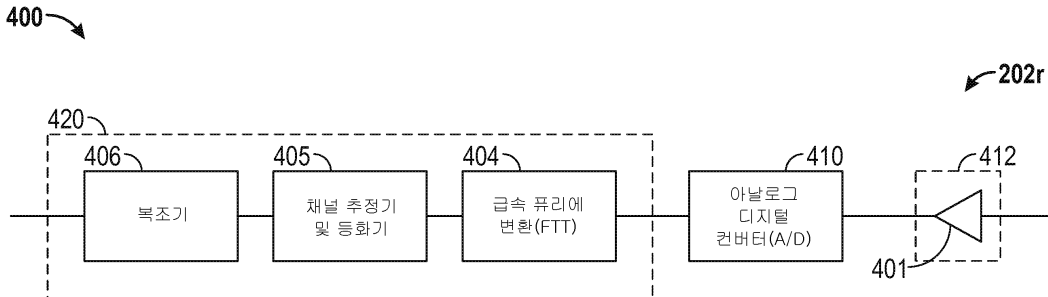 400
202r
420
406
405
404
410
412
복조기
채널 추정기
및 등화기
급속 퓨리에
변환(FTT)
아날로그
디지털
컨버터(A/D)
401